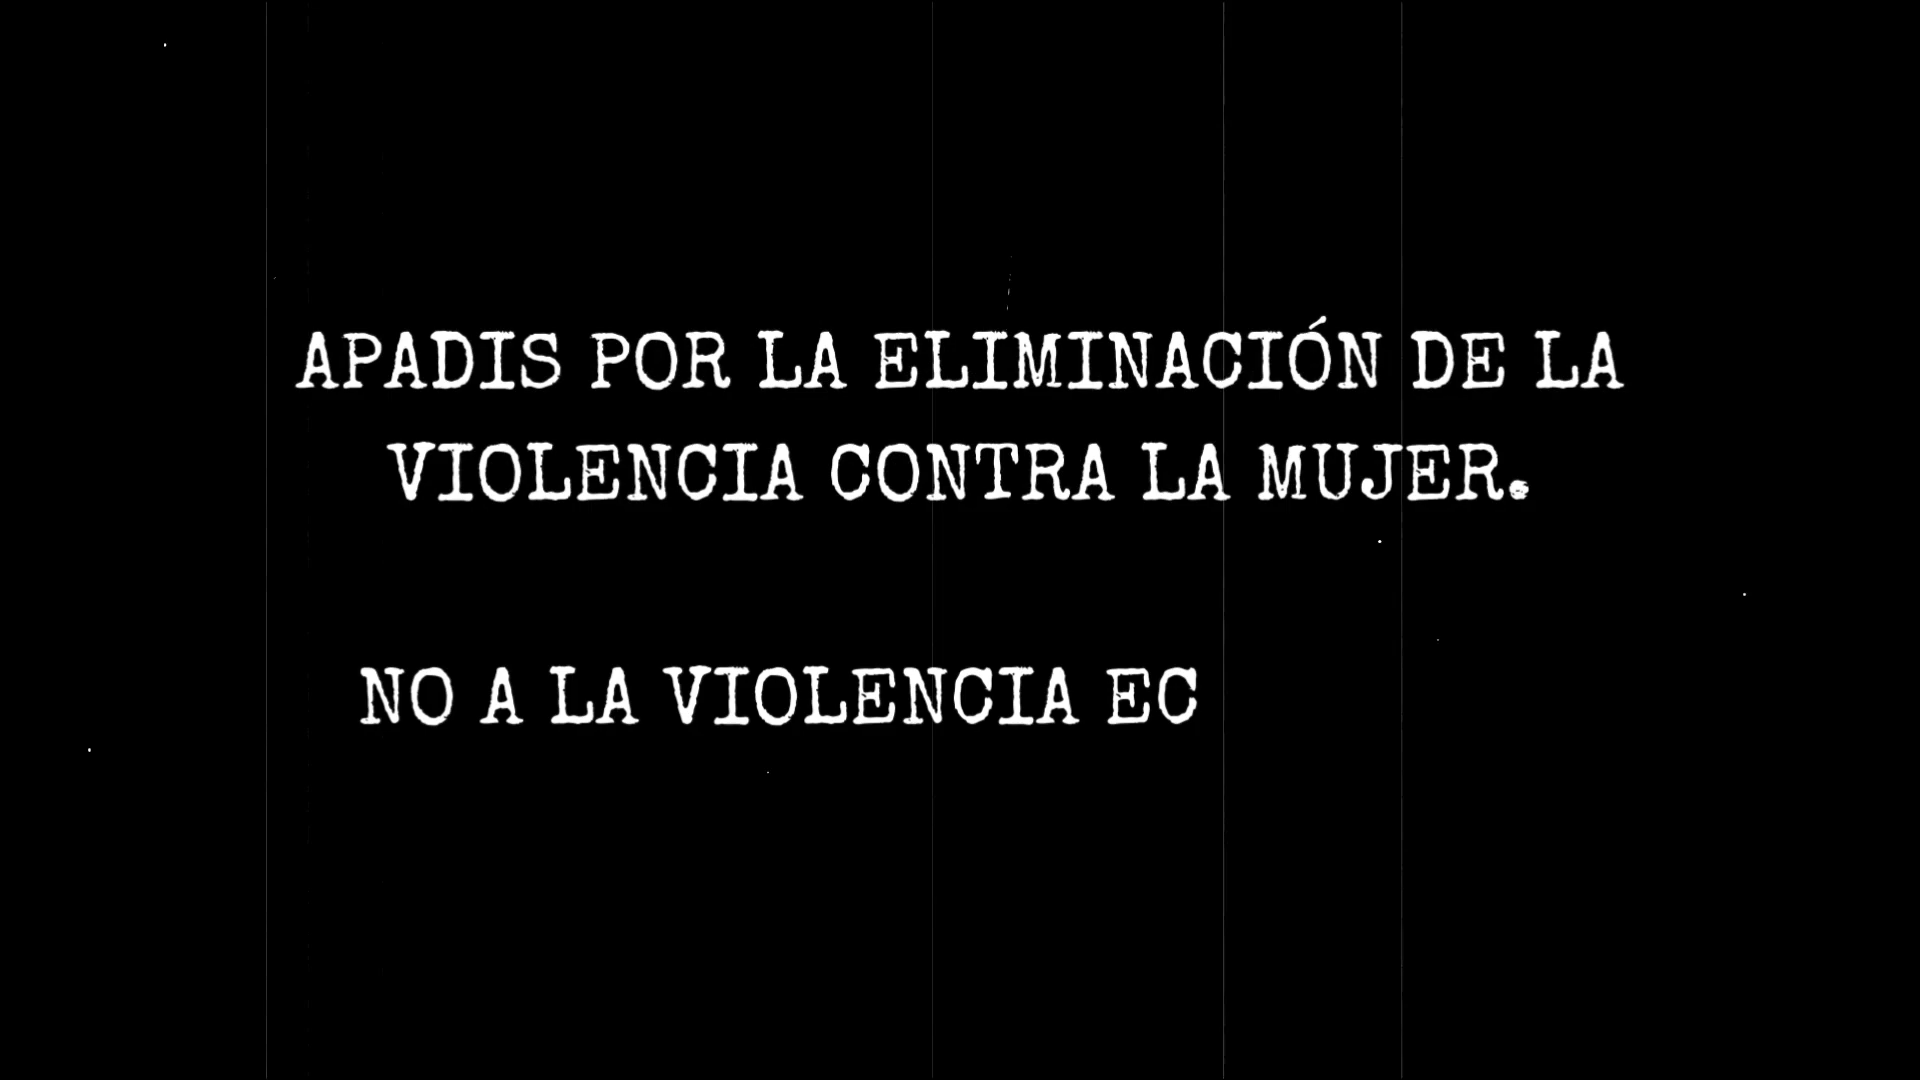 APADIS POR LA ELIMINACIÓN DE LA
VIOLENCIA CONTRA LA MUJER.
NO A LA VIOLENCIA EC